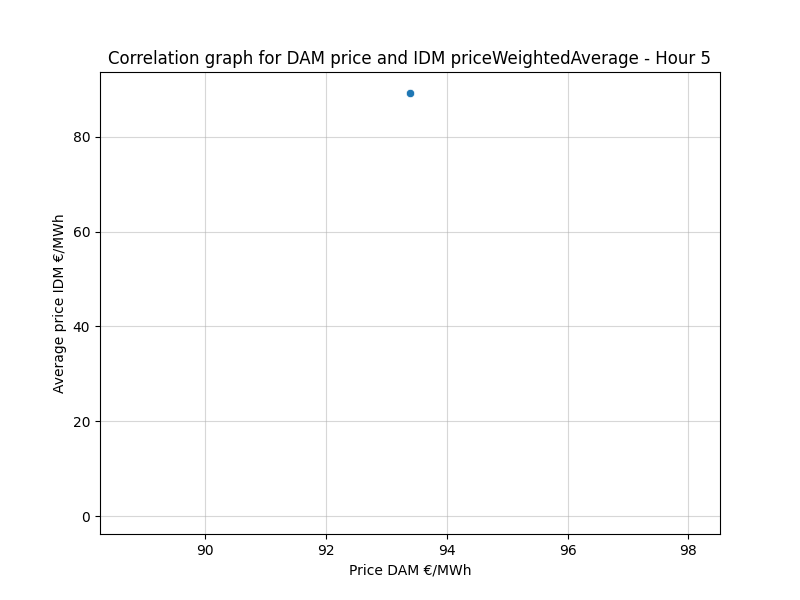 Correlation graph for DAM price and IDM priceWeightedAverage - Hour 5
80
60
40
20
0
Average price IDM €/MWh
90 92 94 96 98
Price DAM €/MWh